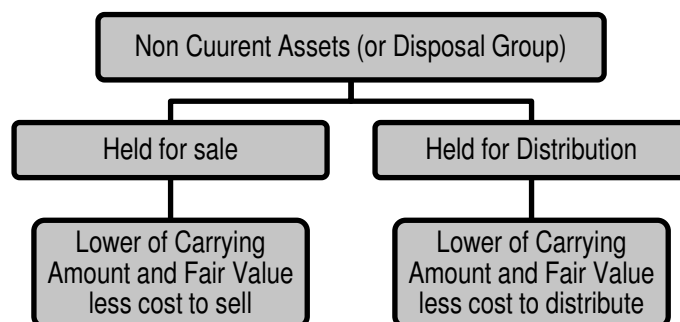 Non Cuurent Assets (or Disposal Group)
Held for sale
Held for Distribution
Lower of Carrying
Amount and Fair Value
less cost to sell
Lower of Carrying
Amount and Fair Value
less cost to distribute